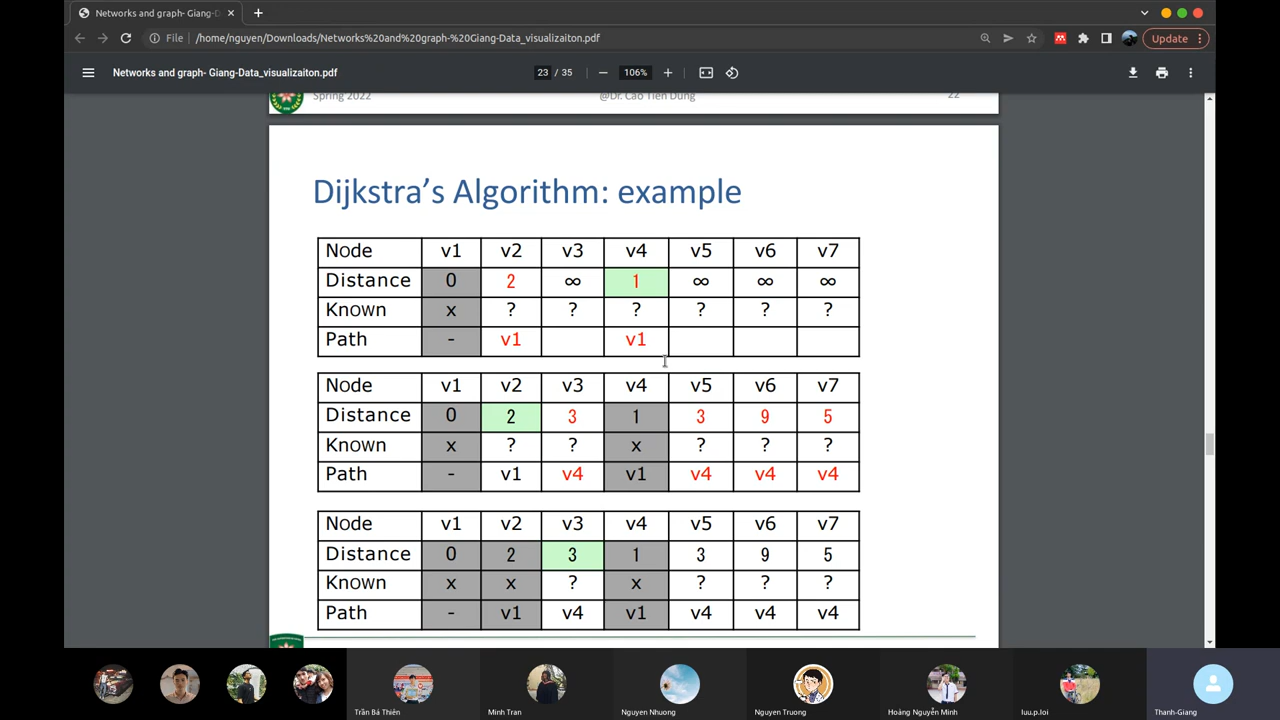 Networks and graph- Giang-D
File
/home/nguyen/Downloads/Networks%20and%20graph-%20Giang-Data_visualizaiton.pdf
Update
Networks and graph- Giang-Data_visualizaiton.pdf
23 / 35
106%
Spring 2022
@Dr. Cao Tien Dung
22
Dijkstra’s Algorithm: example
Node v1 v2 v3 v4 v5 v6 v7
Distance 0 2 ∞ 1 ∞ ∞ ∞
Known x ? ? ? ? ? ?
Path - v1 v1
Node v1 v2 v3 v4 v5 v6 v7
Distance 0 2 3 1 3 9 5
Known x ? ? x ? ? ?
Path - v1 v4 v1 v4 v4 v4
Node v1 v2 v3 v4 v5 v6 v7
Distance 0 2 3 1 3 9 5
Known x x ? x ? ? ?
Path - v1 v4 v1 v4 v4 v4
Trần Bá Thiên
Minh Tran
Nguyen Nhuong
Nguyen Truong
Hoàng Nguyễn Minh
luu.p.loi
Thanh-Giang